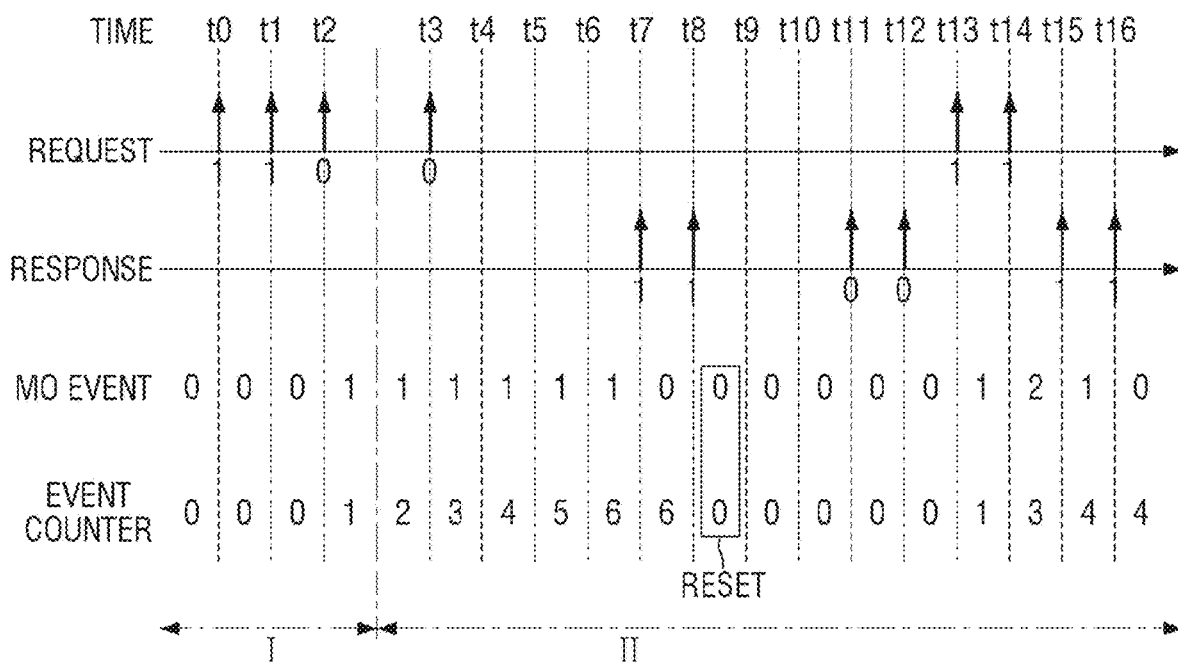 TIME t0 t1 t2 t3 t4 t5 t6 t7 t8 t9 t10 t11 t12 t13 t14 t15 t16
REQUEST
1 1 0 0 1 1
RESPONSE
1 1 0 0 1 1
MO EVENT 0 0 0 1 1 1 1 1 1 0 0 0 0 0 0 1 2 1 0
EVENT
COUNTER 0 0 0 1 2 3 4 5 6 6 0 0 0 0 0 1 3 4 4
RESET
I II